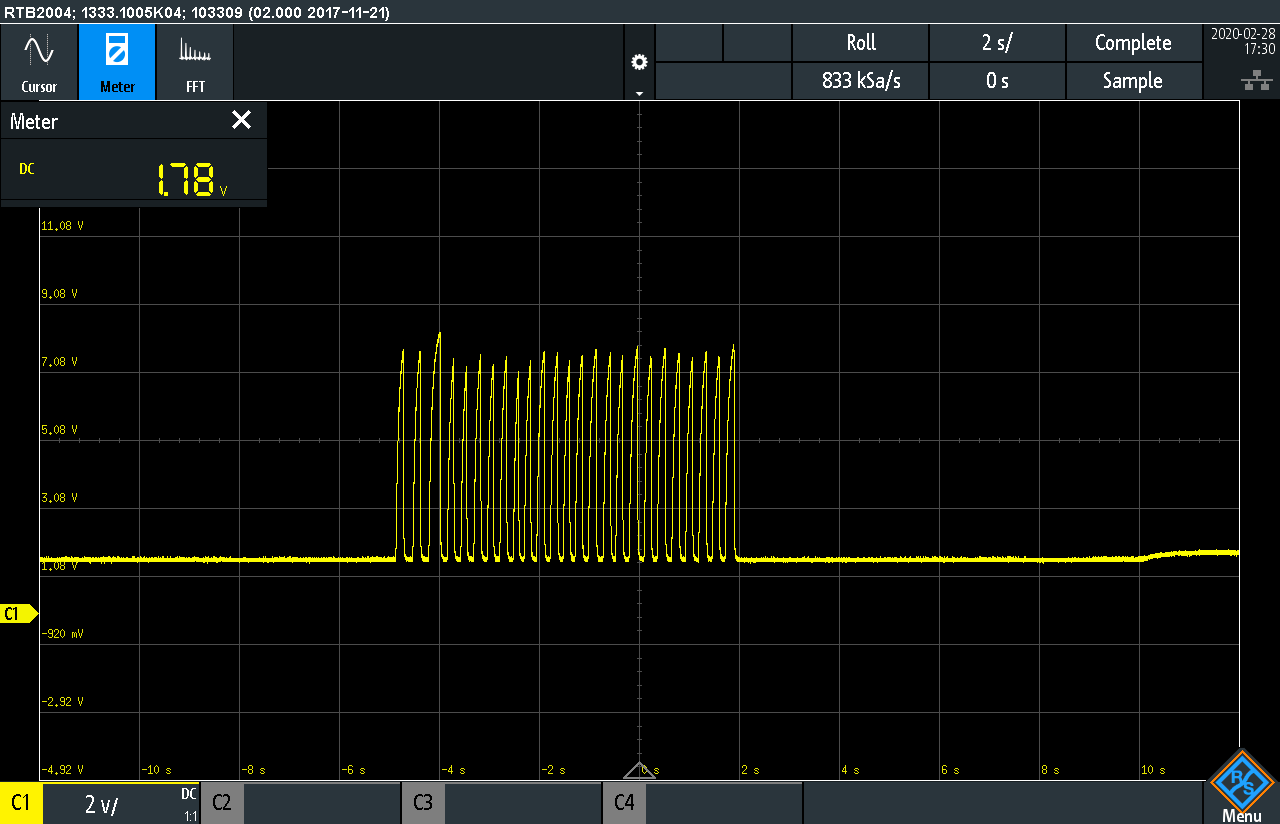 RTB2004; 1333.1005K04; 103309 (02.000 2017-11-21)
Cursor
Meter
FFT
Roll
2 s/
Complete
833 kSa/s
0 s
Sample
2020-02-28
17:30
Meter
DC
1.78 V
11.08 V
9.08 V
7.08 V
5.08 V
3.08 V
1.08 V
C1
-920 mV
-2.92 V
-4.92 V
-10 s
-8 s
-6 s
-4 s
-2 s
0 s
2 s
4 s
6 s
8 s
10 s
C1
2 V/
DC
1:1
C2
C3
C4
R
S
Menu